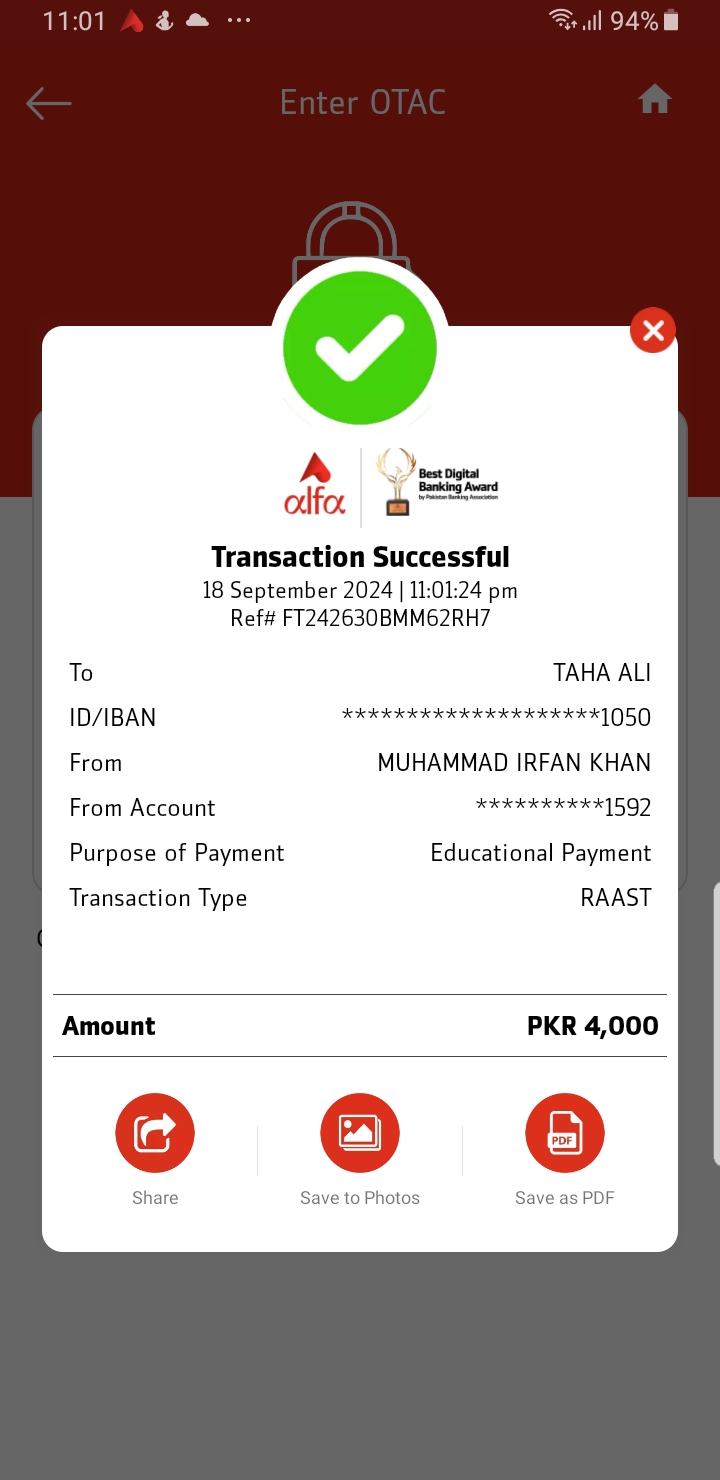 11:01 94%
Enter OTAC
alfa
Best Digital
Banking Award
by Pakistan Banking Association
Transaction Successful
18 September 2024 | 11:01:24 pm
Ref# FT242630BMM62RH7
To TAHA ALI
ID/IBAN ********************1050
From MUHAMMAD IRFAN KHAN
From Account **********1592
Purpose of Payment Educational Payment
Transaction Type RAAST
Amount PKR 4,000
PDF
Share Save to Photos Save as PDF